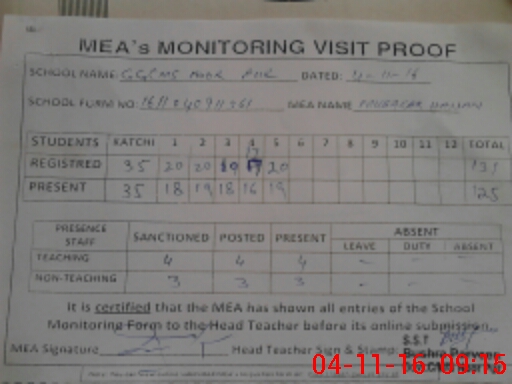 MEA's MONITORING VISIT PROOF
SCHOOL NAME: DATED: 4-11-16
SCHOOL FORM NO: MEA NAME
STUDENTS KATCHI 1 2 3 4 5 6 7 8 9 10 11 12 TOTAL
REGISTRED 35 20 20 19 17 20 131
PRESENT 35 18 19 18 16 19 125
PRESENCE STAFF SANCTIONED POSTED PRESENT ABSENT
LEAVE DUTY ABSENT
TEACHING 4 4 4 - - -
NON-TEACHING 3 3 3 - - -
It is certified that the MEA has shown all entries of the School
Monitoring Form to the Head Teacher before its online submission.
MEA Signature Head Teacher Sign & Stamp
S.S.T
Bushra Parveen
04-11-16 09:15